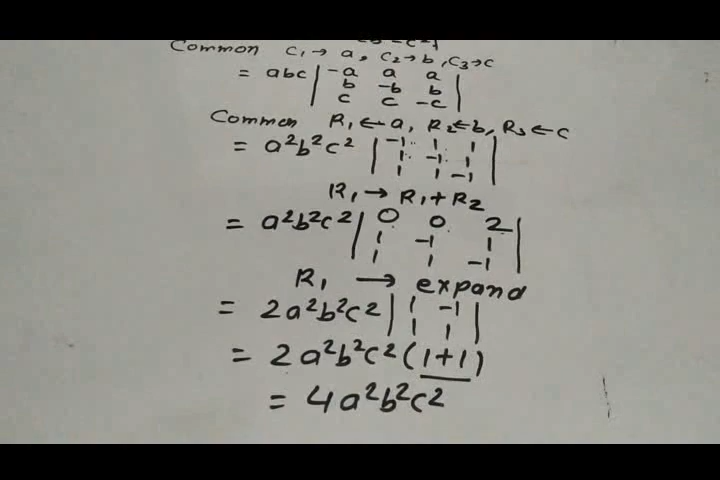 Common C₁→ a, C₂→ b, C₃→c
= abc | -a a a |
| b -b b |
| c c -c |
Common R₁←a, R₂←b, R₃←c
= a²b²c² | -1 1 1 |
| 1 -1 1 |
| 1 1 -1 |
R₁ → R₁+R₂
= a²b²c² | 0 0 2 |
| 1 -1 1 |
| 1 1 -1 |
R₁ → expand
= 2a²b²c² | 1 -1 |
| 1 1 |
= 2a²b²c² (1+1)
= 4a²b²c²